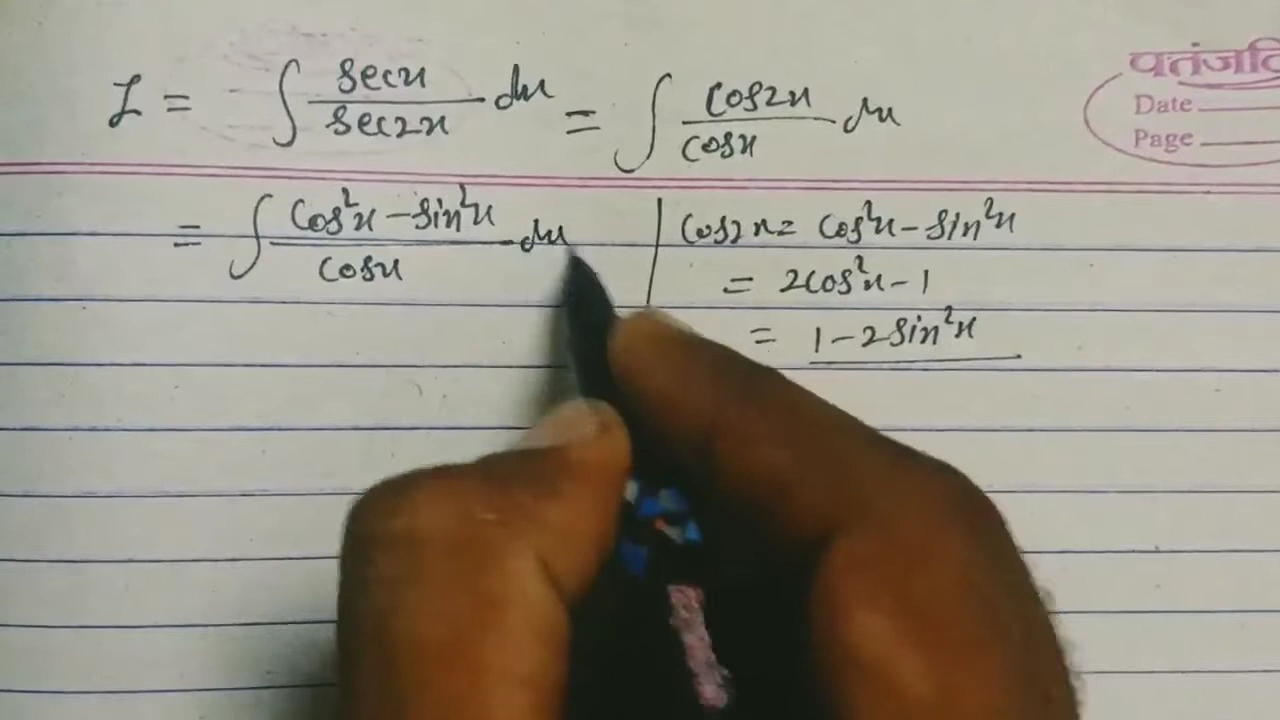 I = ∫ secx/sec2x dx = ∫ cos2x/cosx dx
पतंजलि
Date
Page
= ∫ cos²x - sin²x/cosx dx
cos2x = cos²x - sin²x
= 2cos²x - 1
= 1 - 2sin²x